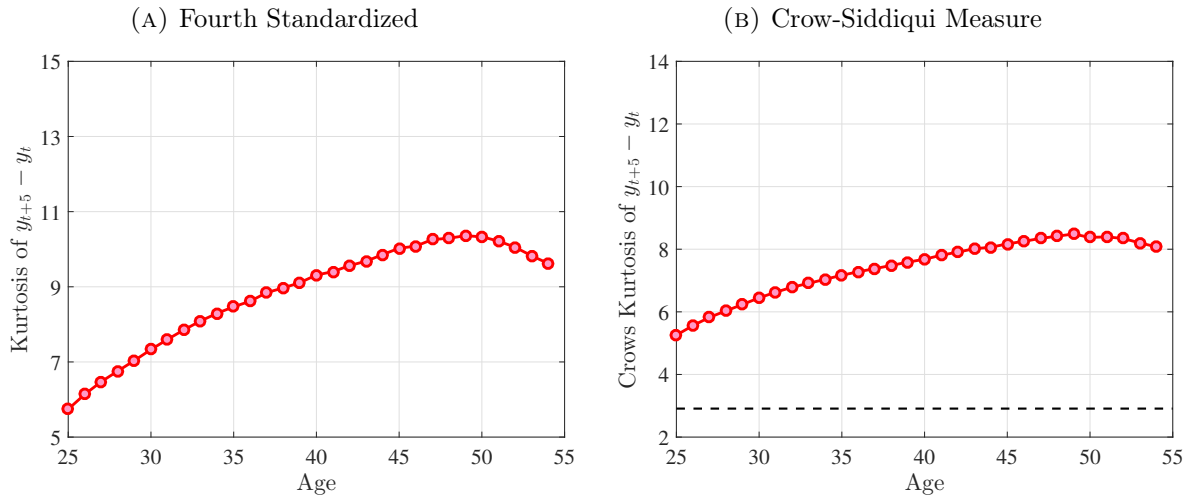 (A) Fourth Standardized
15
13
11
9
7
5
Kurtosis of y_{t+5} − y_t
25 30 35 40 45 50 55
Age
(B) Crow-Siddiqui Measure
14
12
10
8
6
4
2
Crows Kurtosis of y_{t+5} − y_t
25 30 35 40 45 50 55
Age